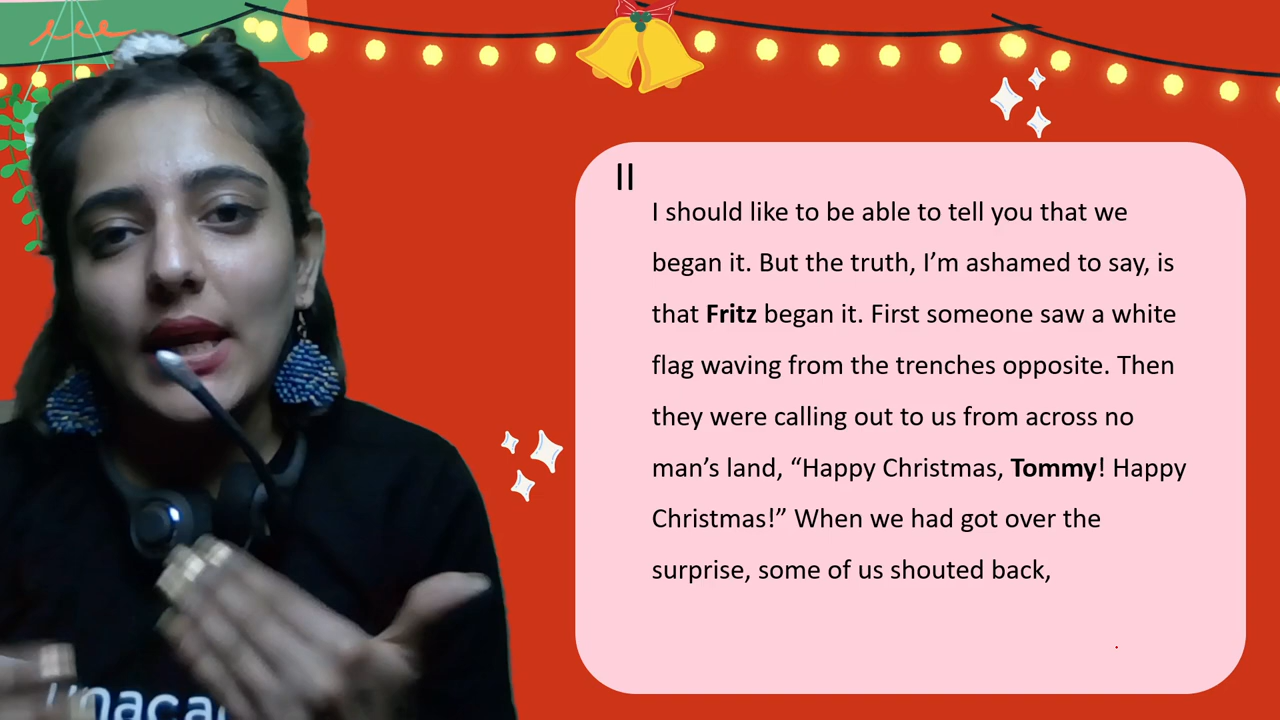 II
I should like to be able to tell you that we
began it. But the truth, I’m ashamed to say, is
that Fritz began it. First someone saw a white
flag waving from the trenches opposite. Then
they were calling out to us from across no
man’s land, “Happy Christmas, Tommy! Happy
Christmas!” When we had got over the
surprise, some of us shouted back,